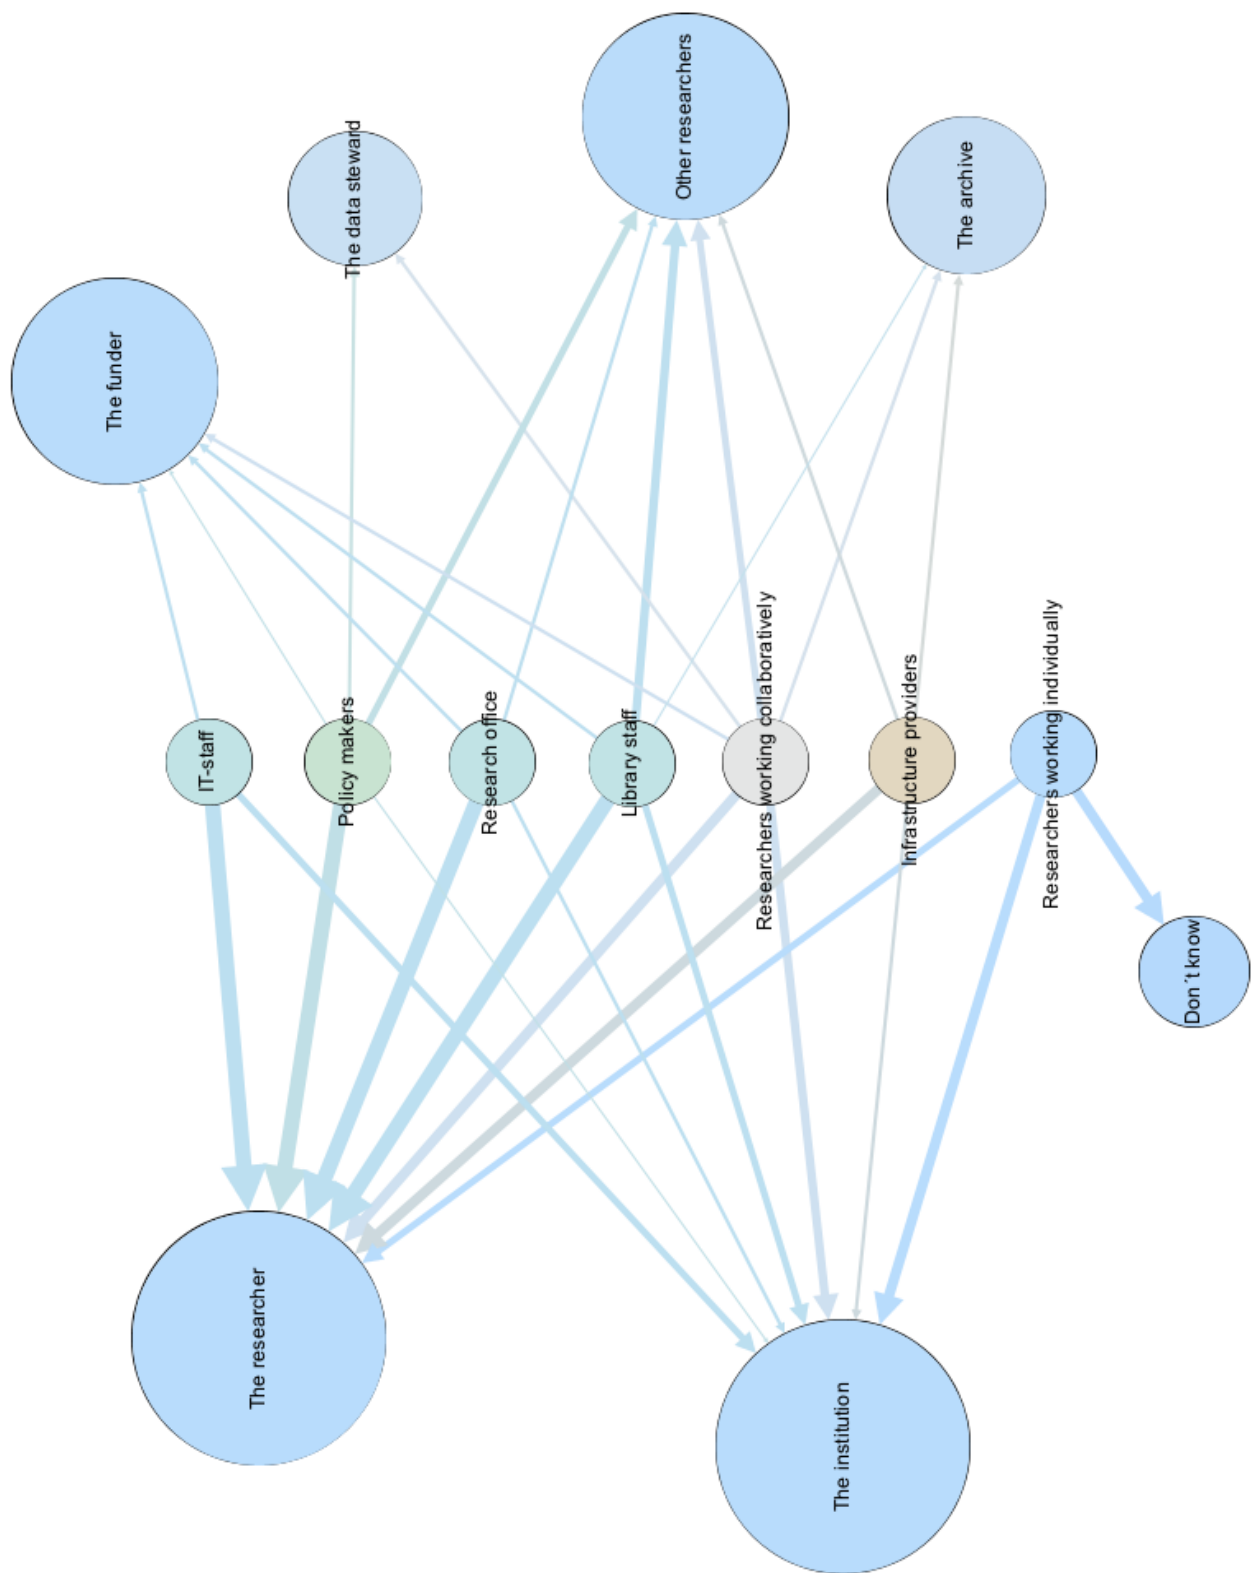 Other researchers
The data steward
The archive
The funder
IT-staff
Policy makers
Research office
Library staff
Researchers working collaboratively
Infrastructure providers
Researchers working individually
Don´t know
The researcher
The institution